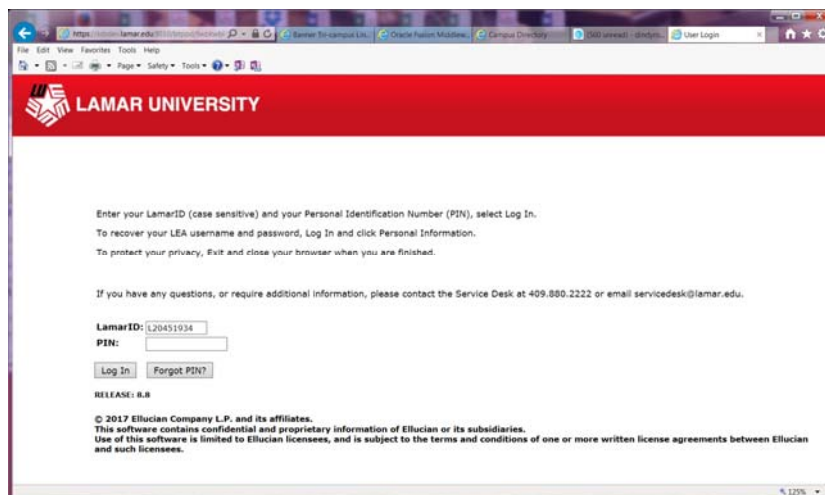 Banner Tri-campus Lin...
Oracle Fusion Middlew...
Campus Directory
User Login
File Edit View Favorites Tools Help
Page Safety Tools
LAMAR UNIVERSITY
Enter your LamarID (case sensitive) and your Personal Identification Number (PIN), select Log In.
To recover your LEA username and password, Log In and click Personal Information.
To protect your privacy, Exit and close your browser when you are finished.
If you have any questions, or require additional information, please contact the Service Desk at 409.880.2222 or email servicedesk@lamar.edu.
LamarID: L20451934
PIN:
Log In Forgot PIN?
RELEASE: 8.8
© 2017 Ellucian Company L.P. and its affiliates.
This software contains confidential and proprietary information of Ellucian or its subsidiaries.
Use of this software is limited to Ellucian licensees, and is subject to the terms and conditions of one or more written license agreements between Ellucian
and such licensees.
125%